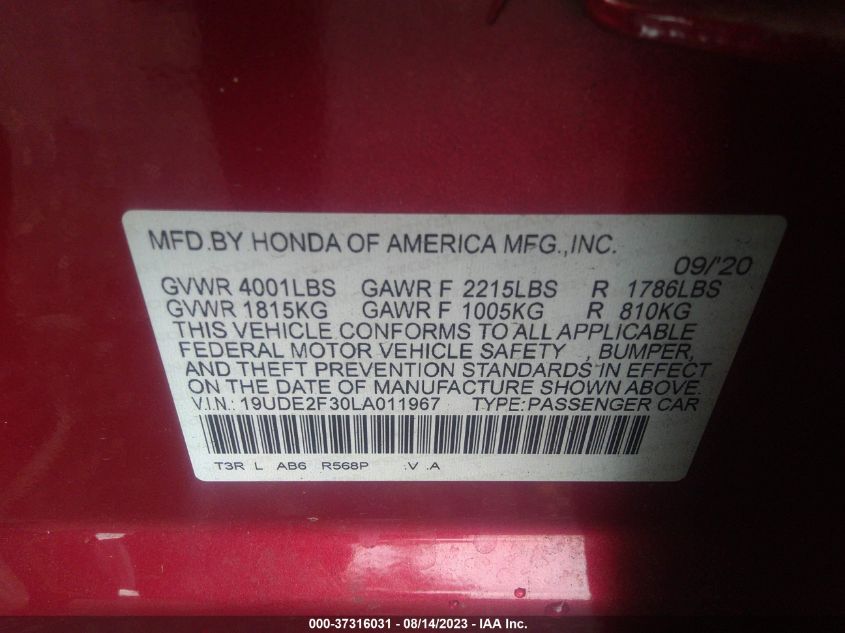 MFD.BY HONDA OF AMERICA MFG.,INC.
09/'20
GVWR 4001LBS GAWR F 2215LBS R 1786LBS
GVWR 1815KG GAWR F 1005KG R 810KG
THIS VEHICLE CONFORMS TO ALL APPLICABLE
FEDERAL MOTOR VEHICLE SAFETY , BUMPER,
AND THEFT PREVENTION STANDARDS IN EFFECT
ON THE DATE OF MANUFACTURE SHOWN ABOVE.
V.I.N.: 19UDE2F30LA011967 TYPE:PASSENGER CAR
T3R L AB6 R568P .V .A
000-37316031 - 08/14/2023 - IAA Inc.